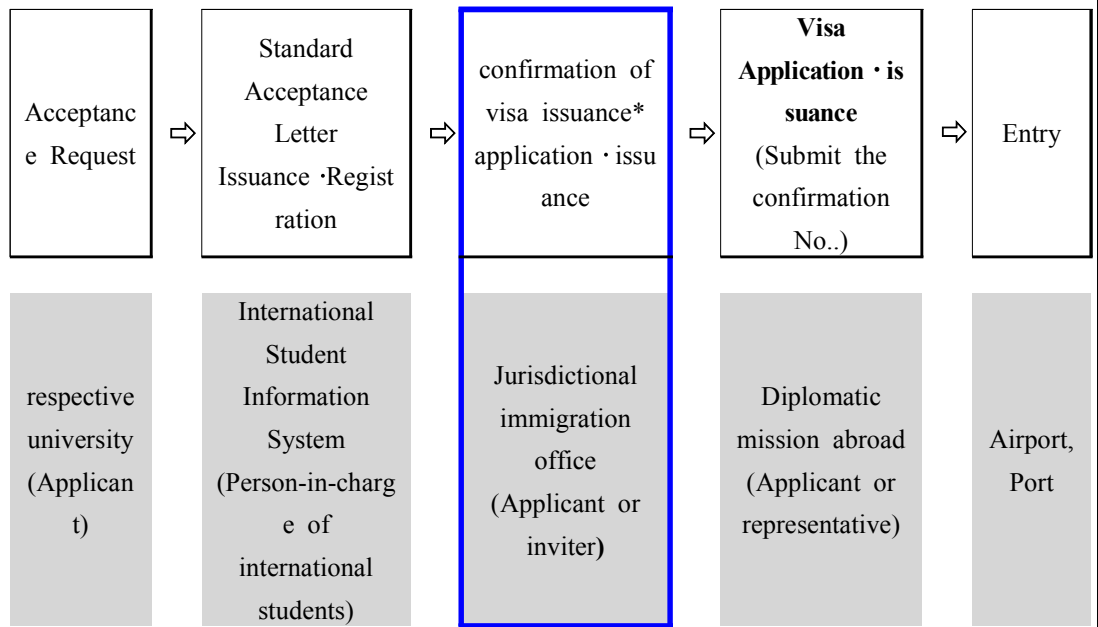 Acceptanc
e Request
⇨
Standard
Acceptance
Letter
Issuance ·Regist
ration
⇨
confirmation of
visa issuance*
application · issu
ance
⇨
Visa
Application · is
suance
(Submit the
confirmation
No..)
⇨
Entry
respective
university
(Applican
t)
International
Student
Information
System
(Person-in-charg
e of
international
students)
Jurisdictional
immigration
office
(Applicant or
inviter)
Diplomatic
mission abroad
(Applicant or
representative)
Airport,
Port